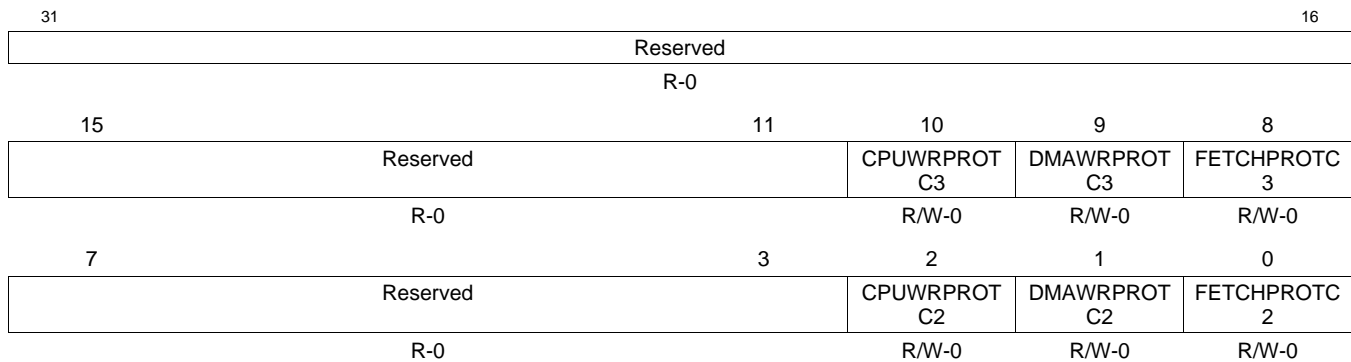 31 16
Reserved
R-0
15 11 10 9 8
Reserved CPUWRPROT DMAWRPROT FETCHPROTC
C3 C3 3
R-0 R/W-0 R/W-0 R/W-0
7 3 2 1 0
Reserved CPUWRPROT DMAWRPROT FETCHPROTC
C2 C2 2
R-0 R/W-0 R/W-0 R/W-0